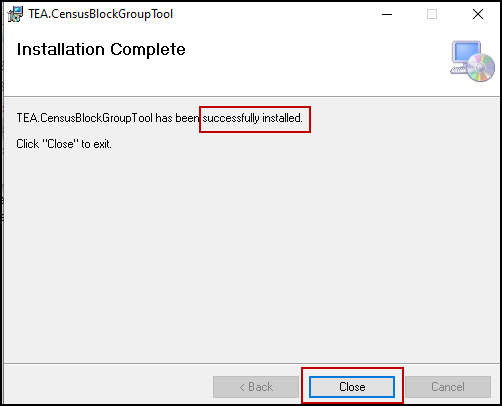 TEA.CensusBlockGroupTool
Installation Complete
TEA.CensusBlockGroupTool has been successfully installed.
Click "Close" to exit.
< Back
Close
Cancel